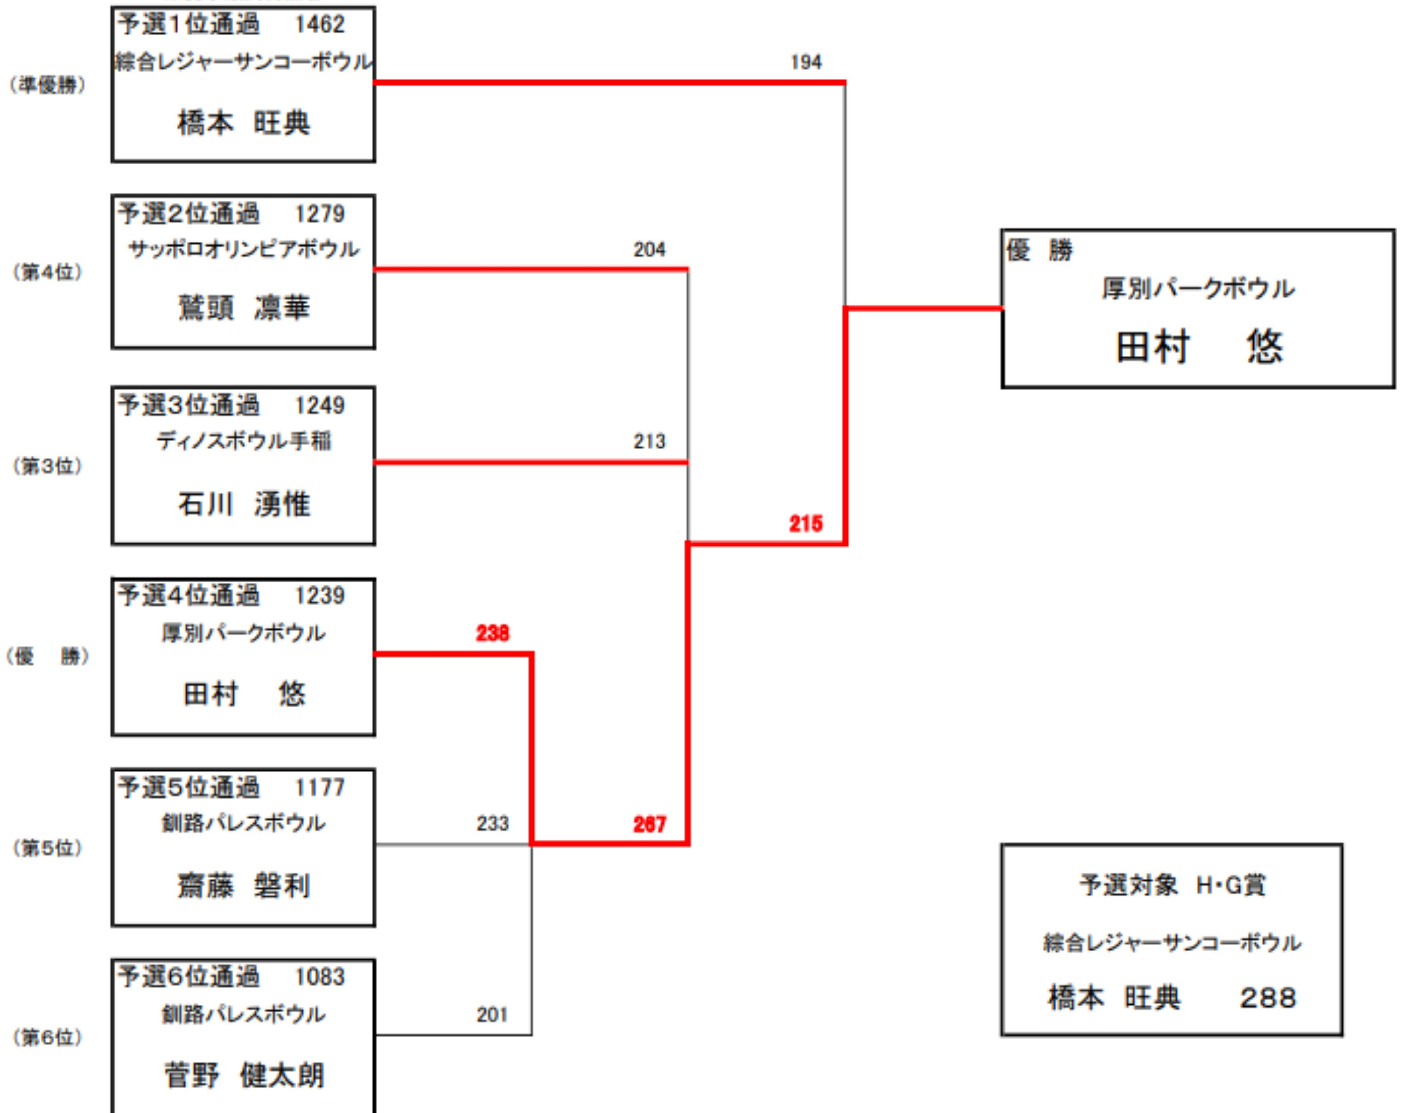 予選1位通過 1462
綜合レジャーサンコーボウル
(準優勝)
橋本 旺典
194
予選2位通過 1279
サッポロオリンピアボウル
(第4位)
鷲頭 凛華
204
優 勝
厚別パークボウル
田村 悠
予選3位通過 1249
ディノスボウル手稲
(第3位)
石川 湧惟
213
215
予選4位通過 1239
厚別パークボウル
(優 勝)
田村 悠
238
予選5位通過 1177
釧路パレスボウル
(第5位)
齋藤 磐利
233
267
予選6位通過 1083
釧路パレスボウル
(第6位)
菅野 健太朗
201
予選対象 H・G賞
綜合レジャーサンコーボウル
橋本 旺典 288